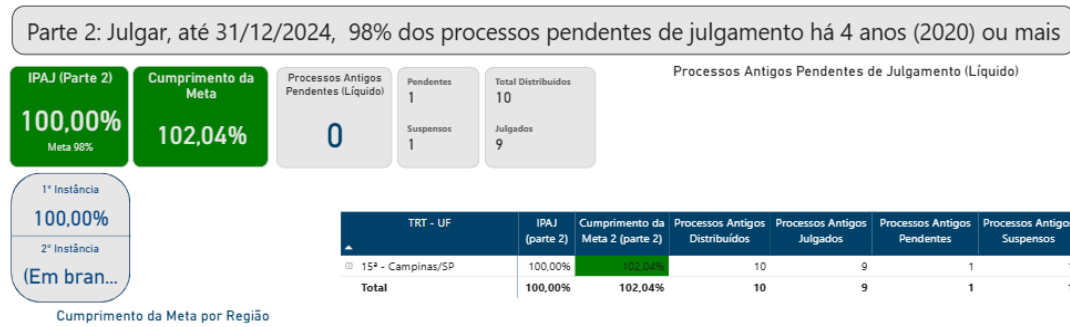 Parte 2: Julgar, até 31/12/2024, 98% dos processos pendentes de julgamento há 4 anos (2020) ou mais
IPAJ (Parte 2)
100,00%
Meta 98%
Cumprimento da
Meta
102,04%
Processos Antigos
Pendentes (Líquido)
0
Pendentes
1
Suspensos
1
Total Distribuidos
10
Julgados
9
Processos Antigos Pendentes de Julgamento (Líquido)
1ª Instância
100,00%
2ª Instância
(Em bran...
TRT - UF
IPAJ
(parte 2)
Cumprimento da
Meta 2 (parte 2)
Processos Antigos
Distribuídos
Processos Antigos
Julgados
Processos Antigos
Pendentes
Processos Antigos
Suspensos
15ª - Campinas/SP 100,00% 102,04% 10 9 1 1
Total 100,00% 102,04% 10 9 1 1
Cumprimento da Meta por Região